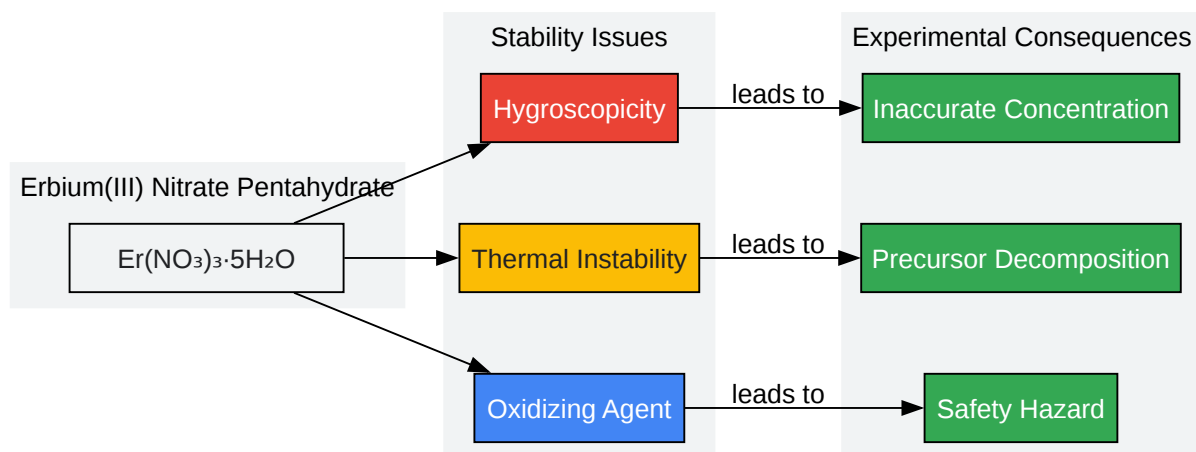 Stability Issues
Experimental Consequences
Hygroscopicity
leads to
Inaccurate Concentration
Erbium(III) Nitrate Pentahydrate
Er(NO₃)₃·5H₂O
Thermal Instability
leads to
Precursor Decomposition
Oxidizing Agent
leads to
Safety Hazard